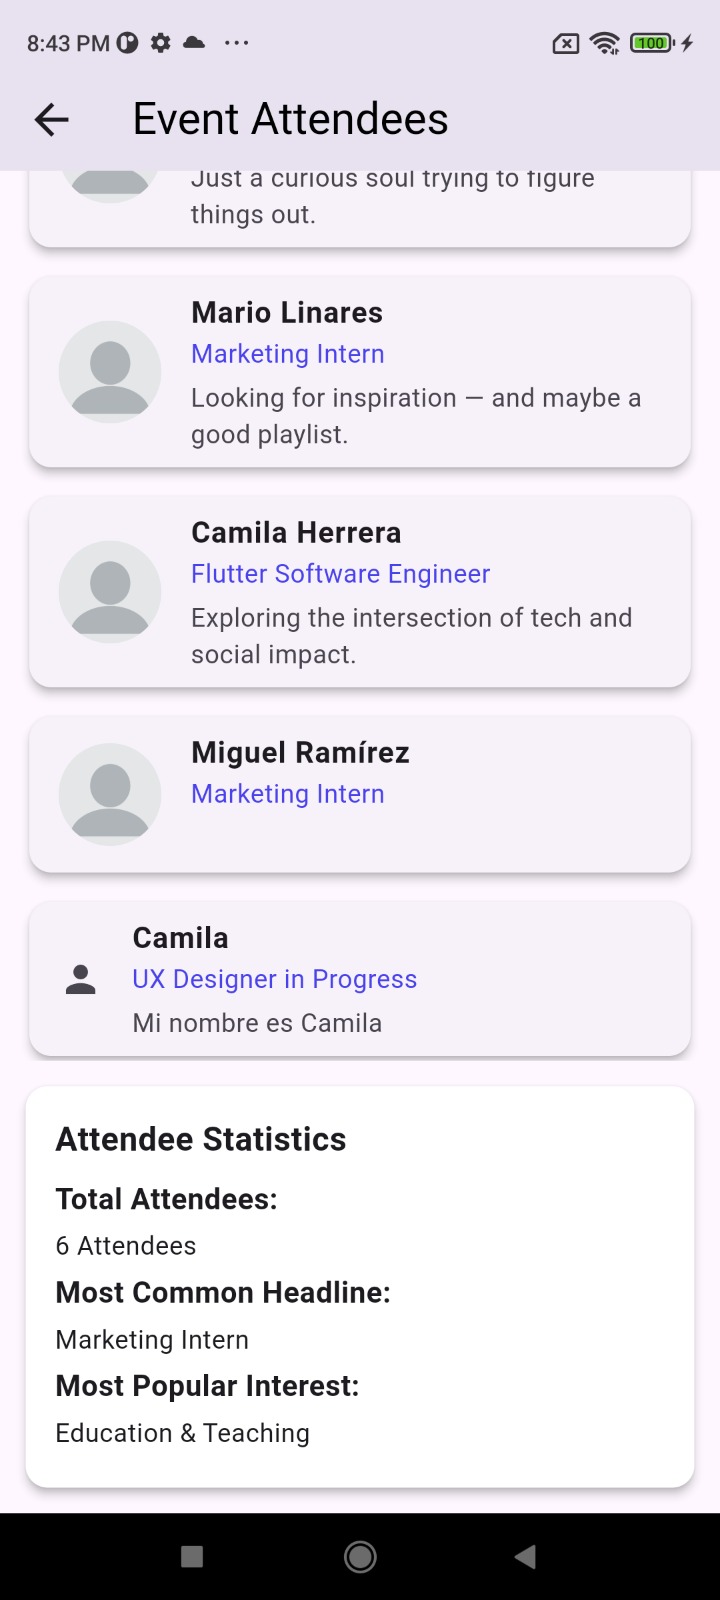 8:43 PM
100
Event Attendees
Just a curious soul trying to figure
things out.
Mario Linares
Marketing Intern
Looking for inspiration — and maybe a
good playlist.
Camila Herrera
Flutter Software Engineer
Exploring the intersection of tech and
social impact.
Miguel Ramírez
Marketing Intern
Camila
UX Designer in Progress
Mi nombre es Camila
Attendee Statistics
Total Attendees:
6 Attendees
Most Common Headline:
Marketing Intern
Most Popular Interest:
Education & Teaching